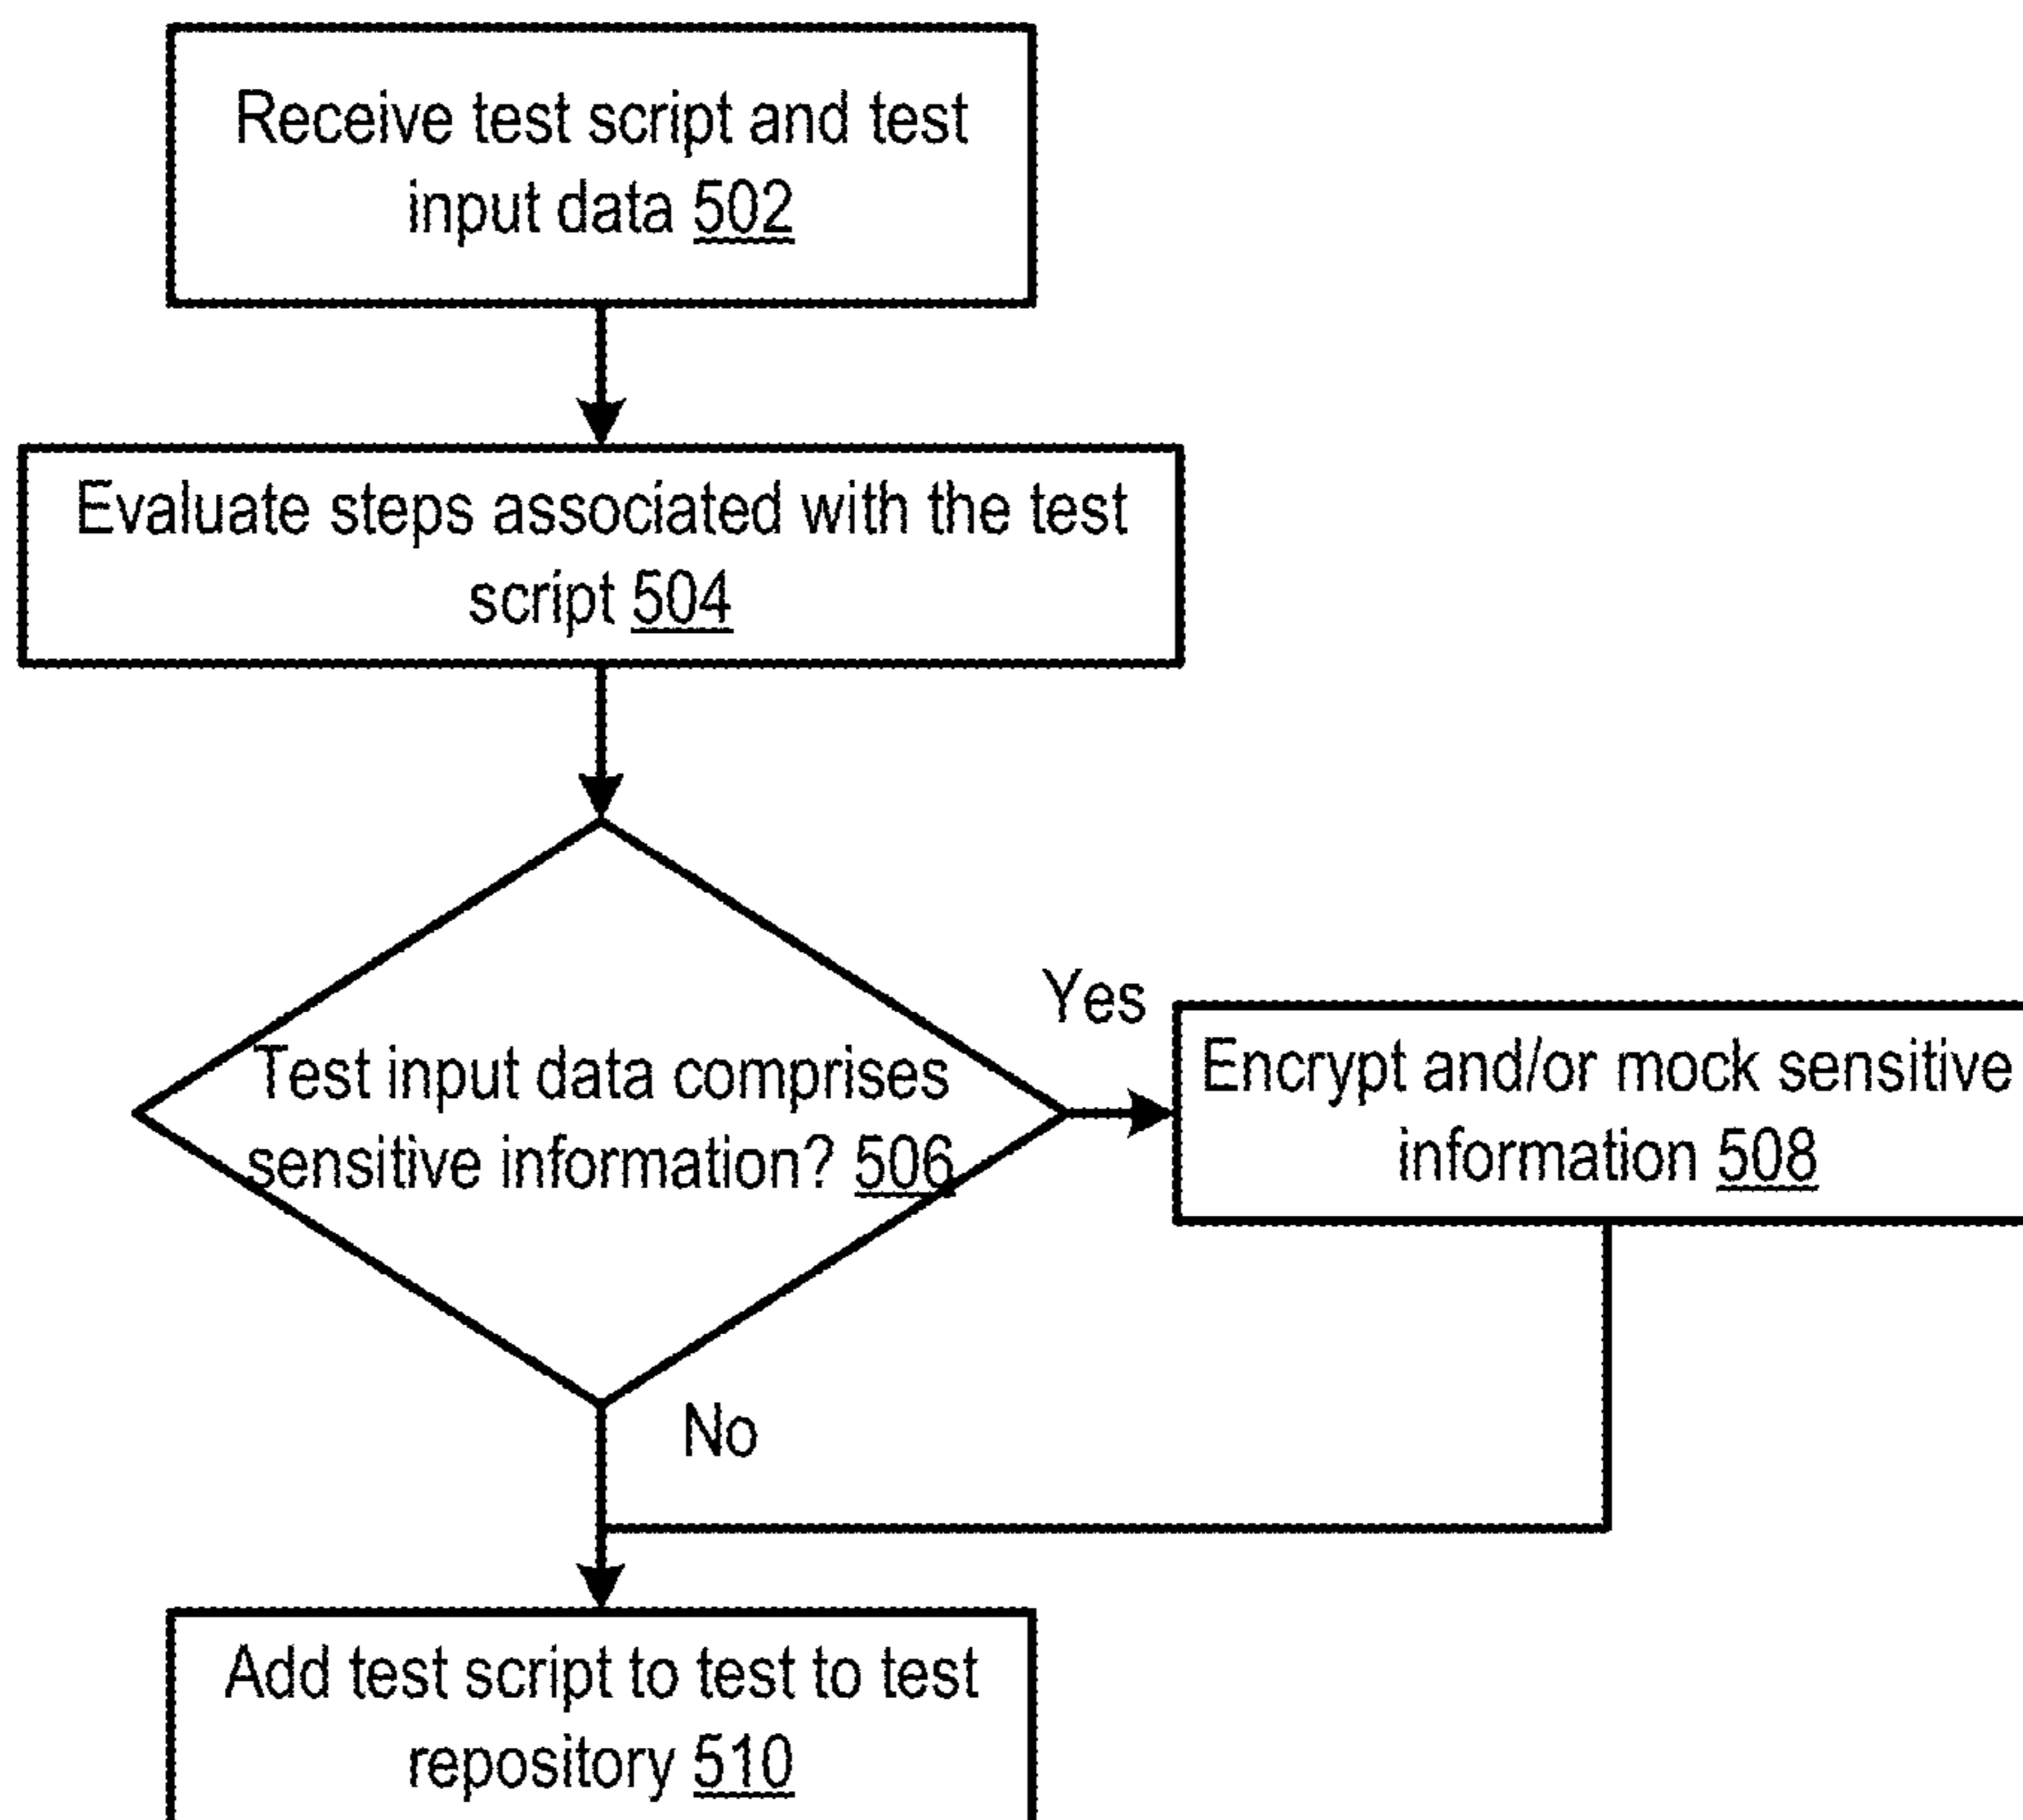 Receive test script and test
input data 502
Evaluate steps associated with the test
script 504
Test input data comprises
sensitive information? 506
Yes
Encrypt and/or mock sensitive
information 508
No
Add test script to test to test
repository 510